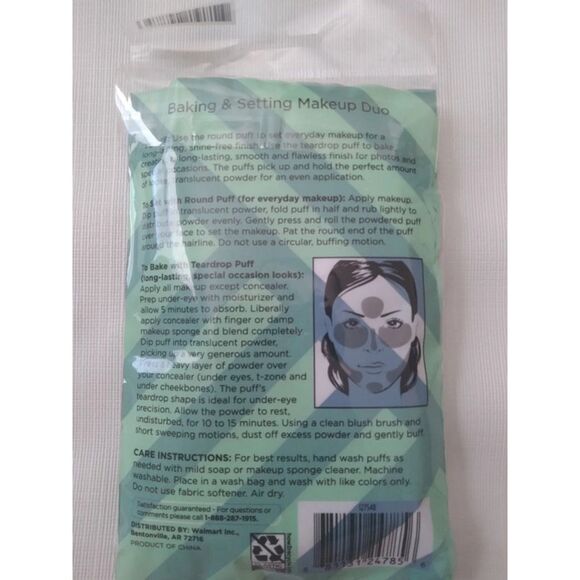 Baking & Setting Makeup Duo
Use the round puff to set everyday makeup for a
long-lasting, shine-free finish. Use the teardrop puff to bake,
long-lasting, smooth and flawless finish for photos and
occasions. The puffs pick up and hold the perfect amount
of loose, translucent powder for an even application.
To Set with Round Puff (for everyday makeup): Apply makeup.
Dip puff in translucent powder, fold puff in half and rub lightly to
distribute powder evenly. Gently press and roll the powdered puff
over your face to set the makeup. Pat the round end of the puff
around the hairline. Do not use a circular, buffing motion.
To Bake with Teardrop Puff
(long-lasting, special occasion looks):
Apply all makeup except concealer.
Prep under-eye with moisturizer and
allow 5 minutes to absorb. Liberally
apply concealer with finger or damp
makeup sponge and blend completely
Dip puff into translucent powder,
picking up a very generous amount.
Press a heavy layer of powder over
your concealer (under eyes, t-zone and
under cheekbones). The puff's
teardrop shape is ideal for under-eye
precision. Allow the powder to rest,
undisturbed, for 10 to 15 minutes. Using a clean blush brush and
short sweeping motions, dust off excess powder and gently buff.
CARE INSTRUCTIONS: For best results, hand wash puffs as
needed with mild soap or makeup sponge cleaner. Machine
washable. Place in a wash bag and wash with like colors only.
Do not use fabric softener. Air dry.
Satisfaction guaranteed - For questions or
comments please call 1-888-287-1915.
DISTRIBUTED BY: Walmart Inc.,
Bentonville, AR 72716
PRODUCT OF CHINA